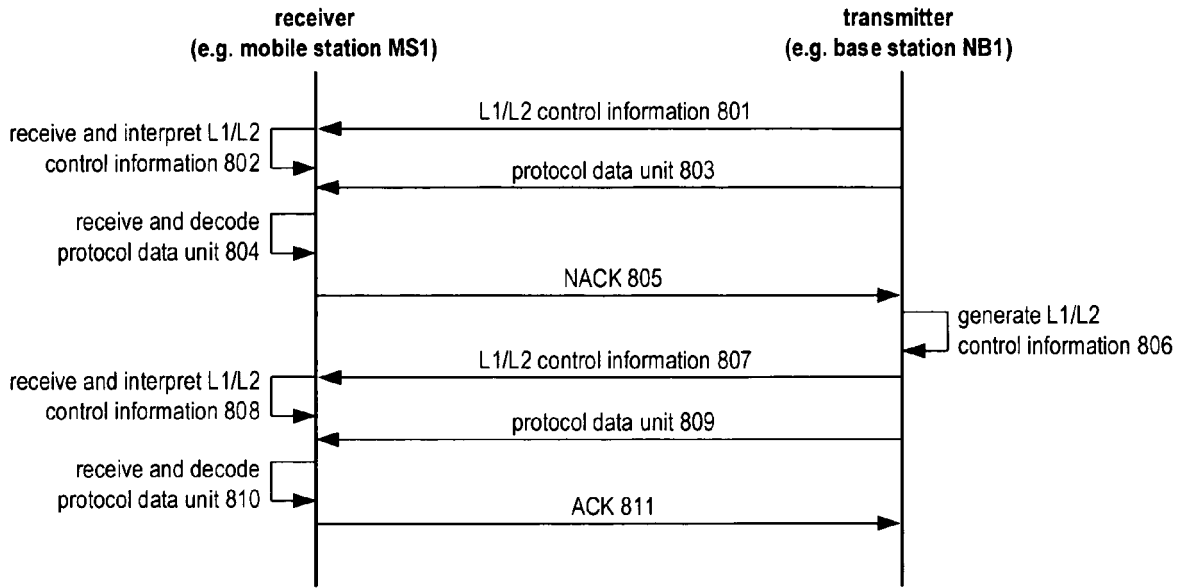 receiver
(e.g. mobile station MS1)
transmitter
(e.g. base station NB1)
L1/L2 control information 801
receive and interpret L1/L2
control information 802
protocol data unit 803
receive and decode
protocol data unit 804
NACK 805
generate L1/L2
control information 806
L1/L2 control information 807
receive and interpret L1/L2
control information 808
protocol data unit 809
receive and decode
protocol data unit 810
ACK 811